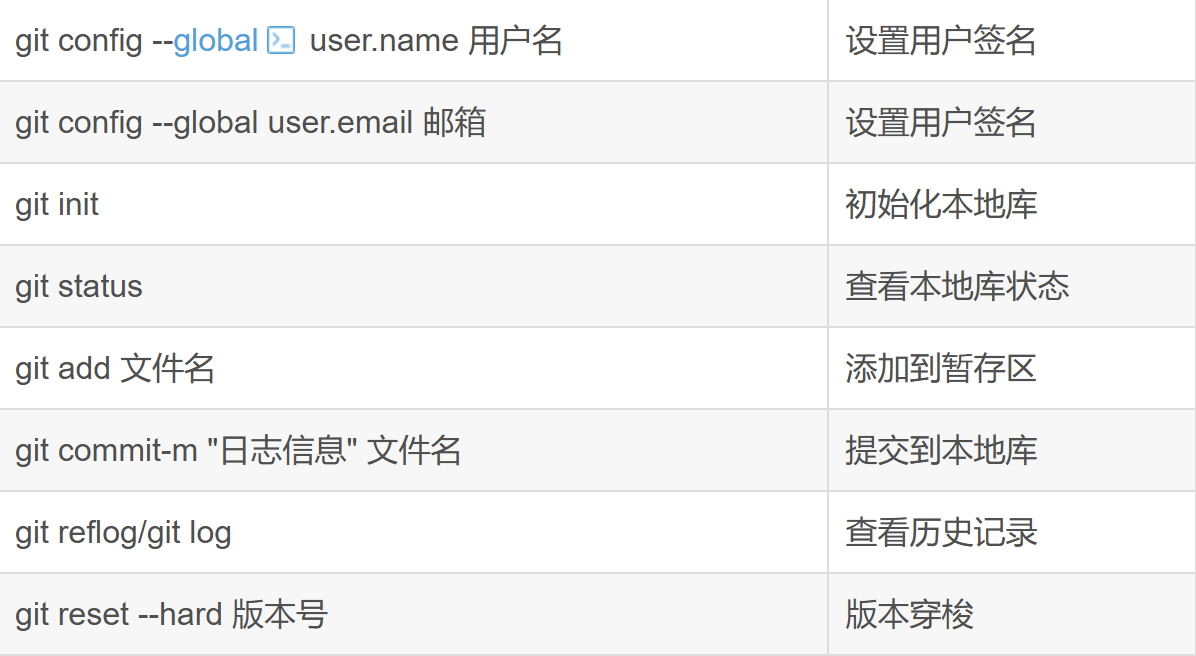 git config --global user.name 用户名 设置用户签名
git config --global user.email 邮箱 设置用户签名
git init 初始化本地库
git status 查看本地库状态
git add 文件名 添加到暂存区
git commit-m "日志信息" 文件名 提交到本地库
git reflog/git log 查看历史记录
git reset --hard 版本号 版本穿梭